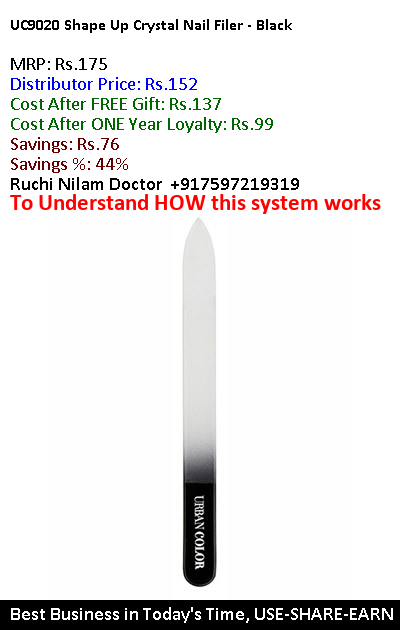 UC9020 Shape Up Crystal Nail Filer - Black
MRP: Rs.175
Distributor Price: Rs.152
Cost After FREE Gift: Rs.137
Cost After ONE Year Loyalty: Rs.99
Savings: Rs.76
Savings %: 44%
Ruchi Nilam Doctor +917597219319
To Understand HOW this system works
URBAN COLOR
Best Business in Today's Time, USE-SHARE-EARN